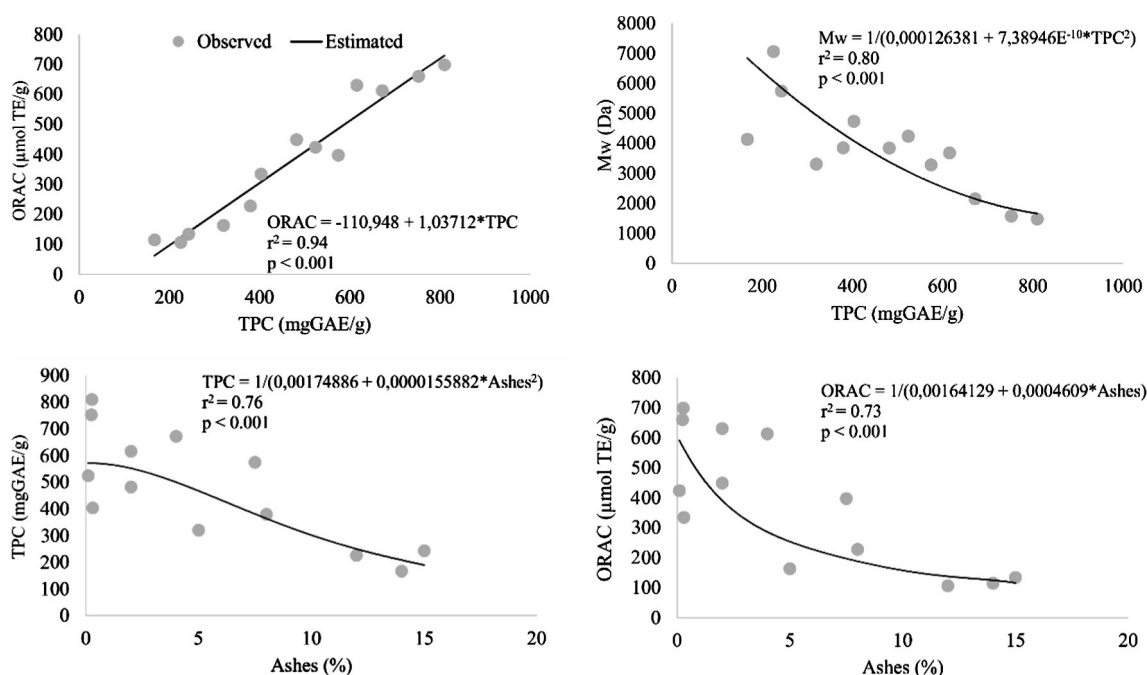 Observed Estimated
800
700
600
500
400
300
200
100
0
ORAC (µmol TE/g)
ORAC = -110,948 + 1,03712*TPC
r² = 0.94
p < 0.001
0 200 400 600 800 1000
TPC (mgGAE/g)
Mw = 1/(0,000126381 + 7,38946E⁻¹⁰*TPC²)
r² = 0.80
p < 0.001
8000
7000
6000
5000
4000
3000
2000
1000
0
Mw (Da)
0 200 400 600 800 1000
TPC (mgGAE/g)
TPC = 1/(0,00174886 + 0,0000155882*Ashes²)
r² = 0.76
p < 0.001
900
800
700
600
500
400
300
200
100
0
TPC (mgGAE/g)
0 5 10 15 20
Ashes (%)
ORAC = 1/(0,00164129 + 0,0004609*Ashes)
r² = 0.73
p < 0.001
800
700
600
500
400
300
200
100
0
ORAC (µmol TE/g)
0 5 10 15 20
Ashes (%)